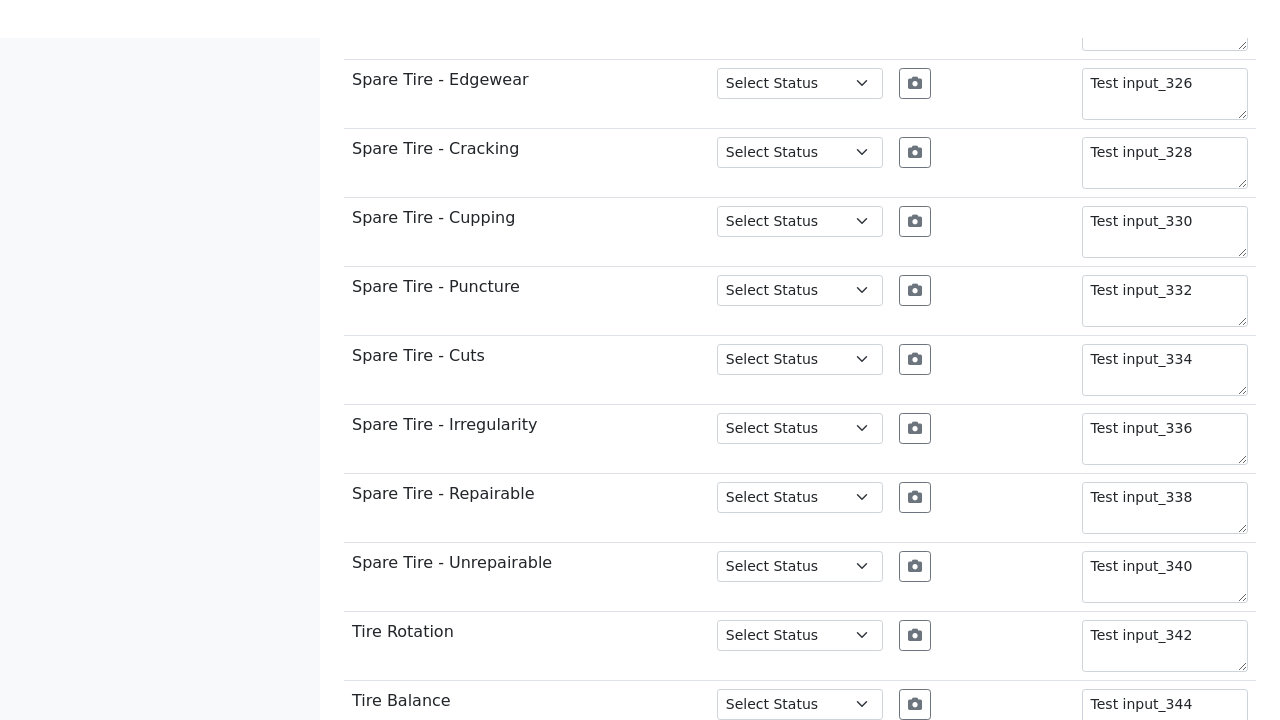 Spare Tire - Edgewear Select Status Test input_326
Spare Tire - Cracking Select Status Test input_328
Spare Tire - Cupping Select Status Test input_330
Spare Tire - Puncture Select Status Test input_332
Spare Tire - Cuts Select Status Test input_334
Spare Tire - Irregularity Select Status Test input_336
Spare Tire - Repairable Select Status Test input_338
Spare Tire - Unrepairable Select Status Test input_340
Tire Rotation Select Status Test input_342
Tire Balance Select Status Test input_344